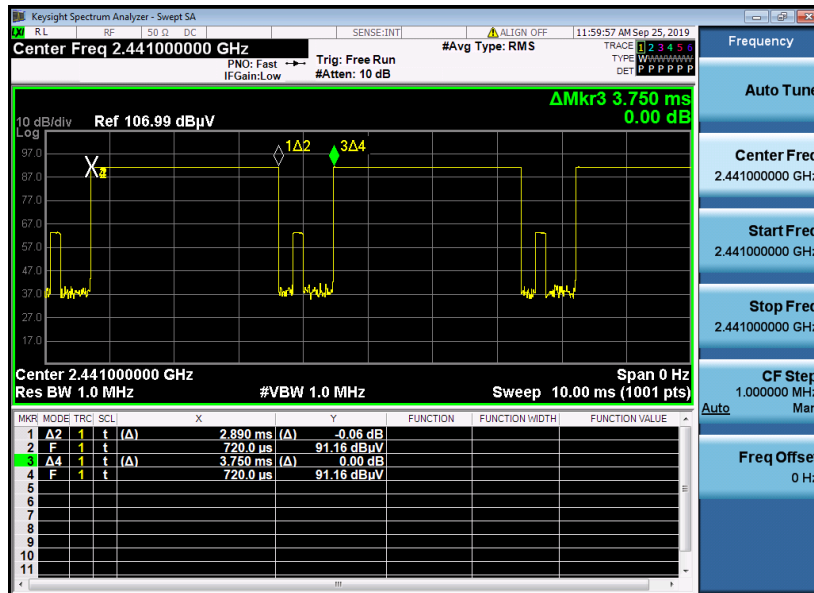 Keysight Spectrum Analyzer - Swept SA
RL RF 50 Ω DC SENSE:INT ALIGN OFF 11:59:57 AM Sep 25, 2019
Center Freq 2.441000000 GHz #Avg Type: RMS TRACE 1 2 3 4 5 6
PNO: Fast Trig: Free Run TYPE WWWWWW
IFGain:Low #Atten: 10 dB DET P P P P P P
ΔMkr3 3.750 ms
0.00 dB
10 dB/div Ref 106.99 dBµV
Log
1Δ2 3Δ4
97.0
87.0
77.0
67.0
57.0
47.0
37.0
27.0
17.0
Center 2.441000000 GHz Span 0 Hz
Res BW 1.0 MHz #VBW 1.0 MHz Sweep 10.00 ms (1001 pts)
MKR MODE TRC SCL X Y FUNCTION FUNCTION WIDTH FUNCTION VALUE
1 Δ2 1 t (Δ) 2.890 ms (Δ) -0.06 dB
2 F 1 t 720.0 µs 91.16 dBµV
3 Δ4 1 t (Δ) 3.750 ms (Δ) 0.00 dB
4 F 1 t 720.0 µs 91.16 dBµV
5
6
7
8
9
10
11
Frequency
Auto Tune
Center Freq
2.441000000 GHz
Start Freq
2.441000000 GHz
Stop Freq
2.441000000 GHz
CF Step
1.000000 MHz
Auto Man
Freq Offset
0 Hz